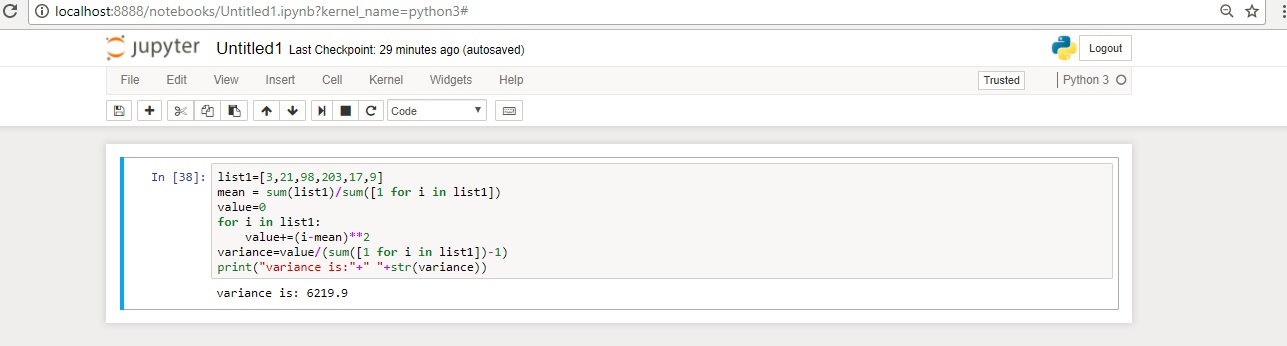 localhost:8888/notebooks/Untitled1.ipynb?kernel_name=python3#
jupyter Untitled1 Last Checkpoint: 29 minutes ago (autosaved)
Logout
File Edit View Insert Cell Kernel Widgets Help
Trusted
Python 3
Code
In [38]: list1=[3,21,98,203,17,9]
mean = sum(list1)/sum([1 for i in list1])
value=0
for i in list1:
    value+=(i-mean)**2
variance=value/(sum([1 for i in list1])-1)
print("variance is:"+" "+str(variance))
variance is: 6219.9